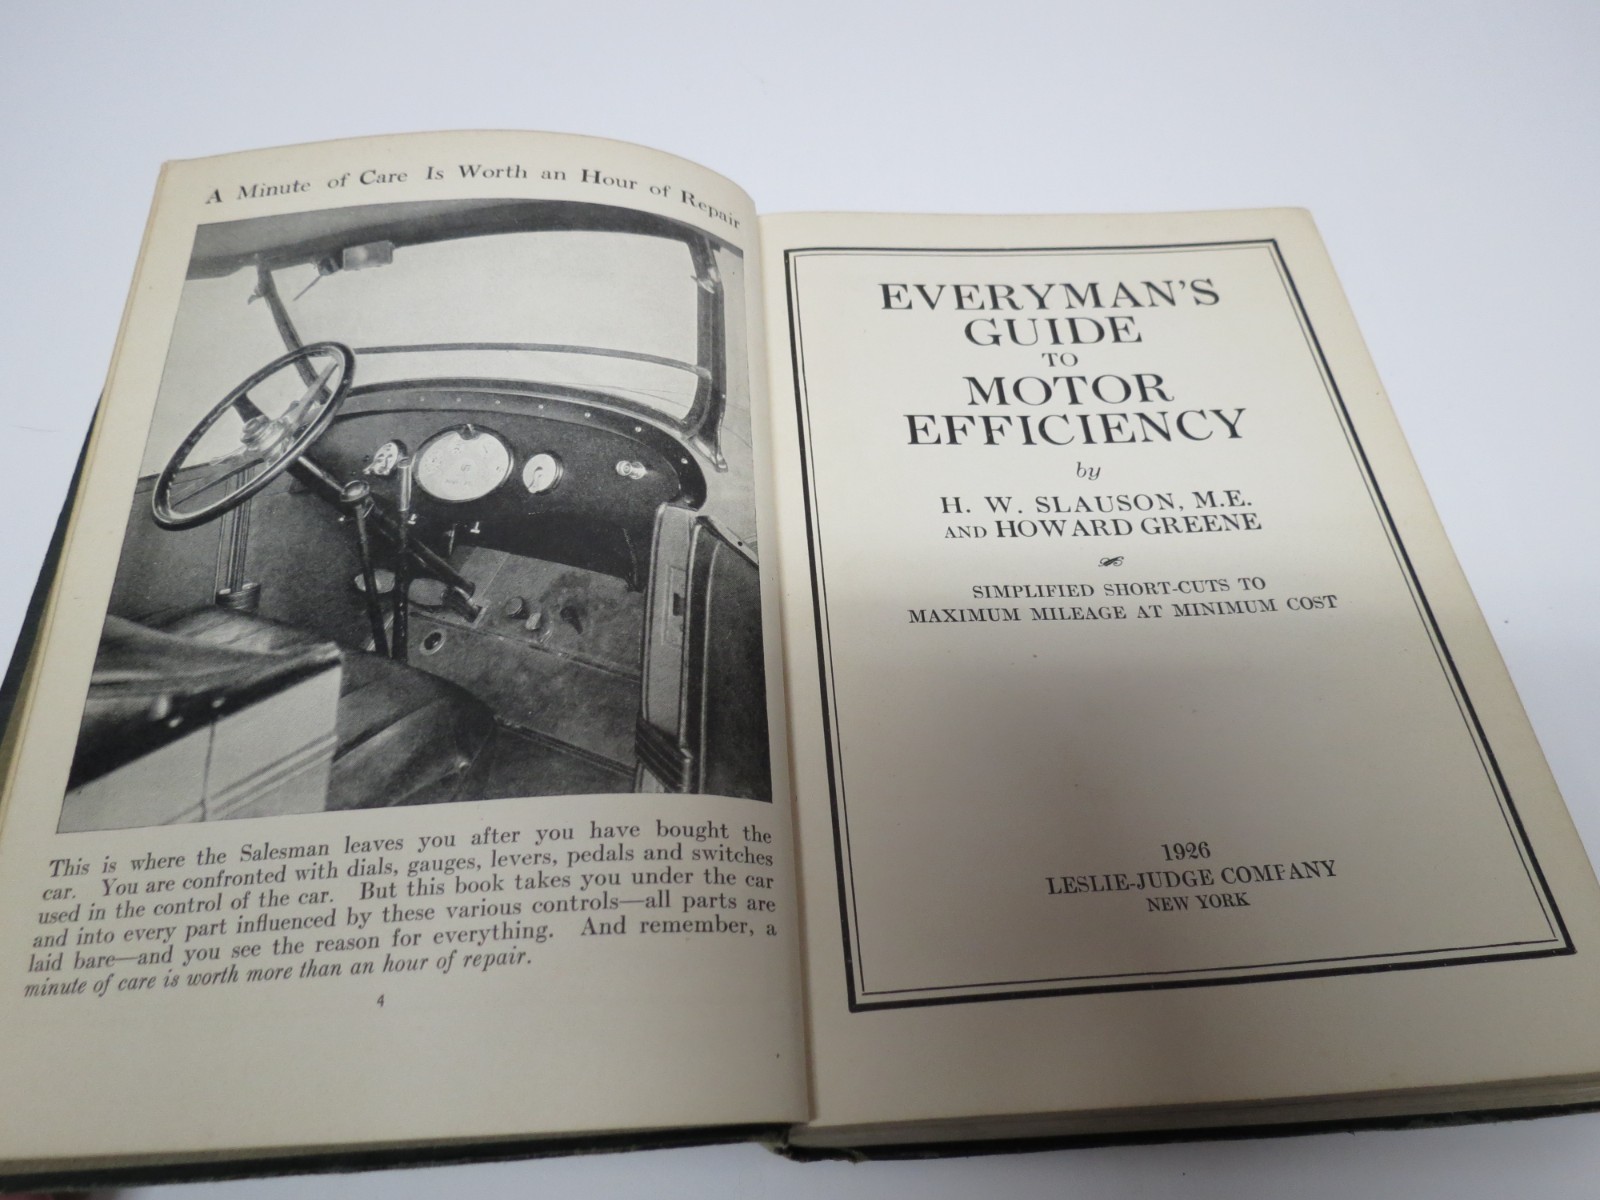 A Minute of Care Is Worth an Hour of Repair
This is where the Salesman leaves you after you have bought the
car. You are confronted with dials, gauges, levers, pedals and switches
used in the control of the car. But this book takes you under the car
and into every part influenced by these various controls—all parts are
laid bare—and you see the reason for everything. And remember, a
minute of care is worth more than an hour of repair.
4
EVERYMAN'S
GUIDE
TO
MOTOR
EFFICIENCY
by
H. W. SLAUSON, M.E.
AND HOWARD GREENE
SIMPLIFIED SHORT-CUTS TO
MAXIMUM MILEAGE AT MINIMUM COST
1926
LESLIE-JUDGE COMPANY
NEW YORK